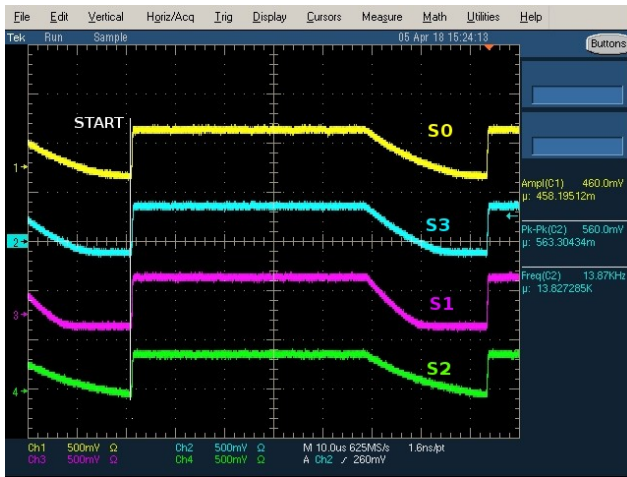 File Edit Vertical Horiz/Acq Trig Display Cursors Measure Math Utilities Help
Tek Run Sample 05 Apr 18 15:24:13
Buttons
START
S0
1
Ampl(C1) 460.0mV
µ: 458.19512m
S3
2
Pk-Pk(C2) 560.0mV
µ: 563.30434m
Freq(C2) 13.87KHz
µ: 13.827285K
S1
3
S2
4
Ch1 500mV Ω Ch2 500mV Ω M 10.0us 625MS/s 1.6ns/pt
Ch3 500mV Ω Ch4 500mV Ω A Ch2 / 260mV